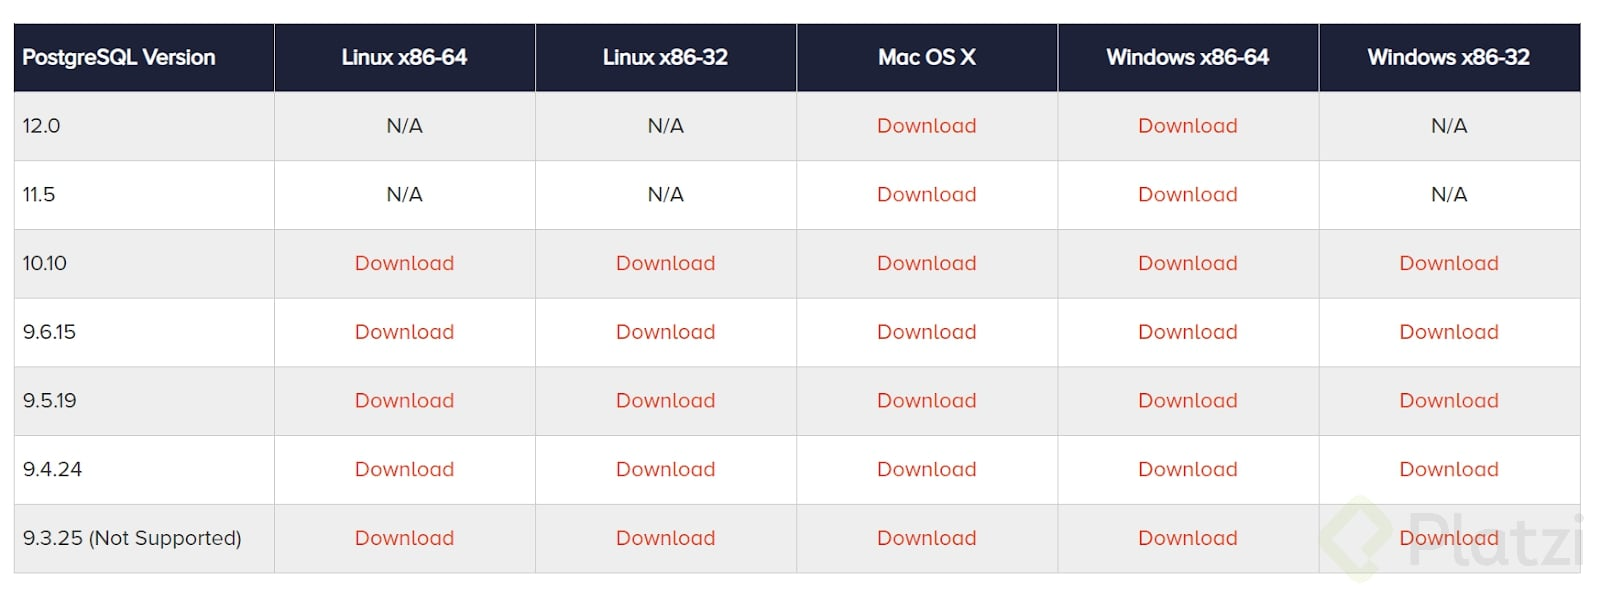 PostgreSQL Version Linux x86-64 Linux x86-32 Mac OS X Windows x86-64 Windows x86-32
12.0 N/A N/A Download Download N/A
11.5 N/A N/A Download Download N/A
10.10 Download Download Download Download Download
9.6.15 Download Download Download Download Download
9.5.19 Download Download Download Download Download
9.4.24 Download Download Download Download Download
9.3.25 (Not Supported) Download Download Download Download Download
Platzi